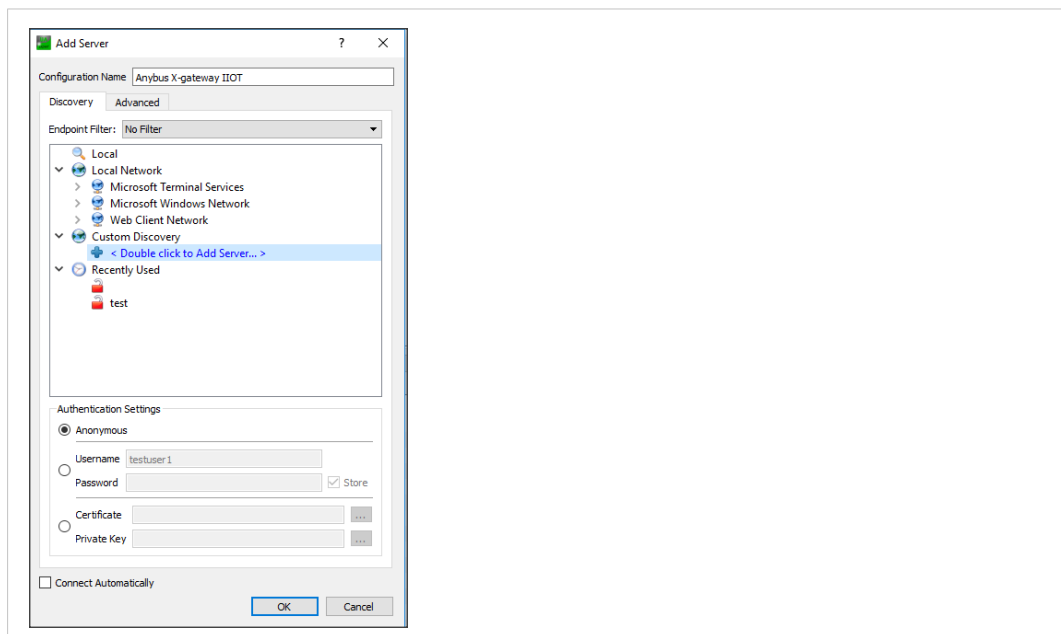 Add Server ? ×
Configuration Name Anybus X-gateway IIOT
Discovery Advanced
Endpoint Filter: No Filter
Local
Local Network
Microsoft Terminal Services
Microsoft Windows Network
Web Client Network
Custom Discovery
< Double click to Add Server... >
Recently Used
test
Authentication Settings
Anonymous
Username testuser1
Password Store
Certificate ...
Private Key ...
Connect Automatically
OK Cancel